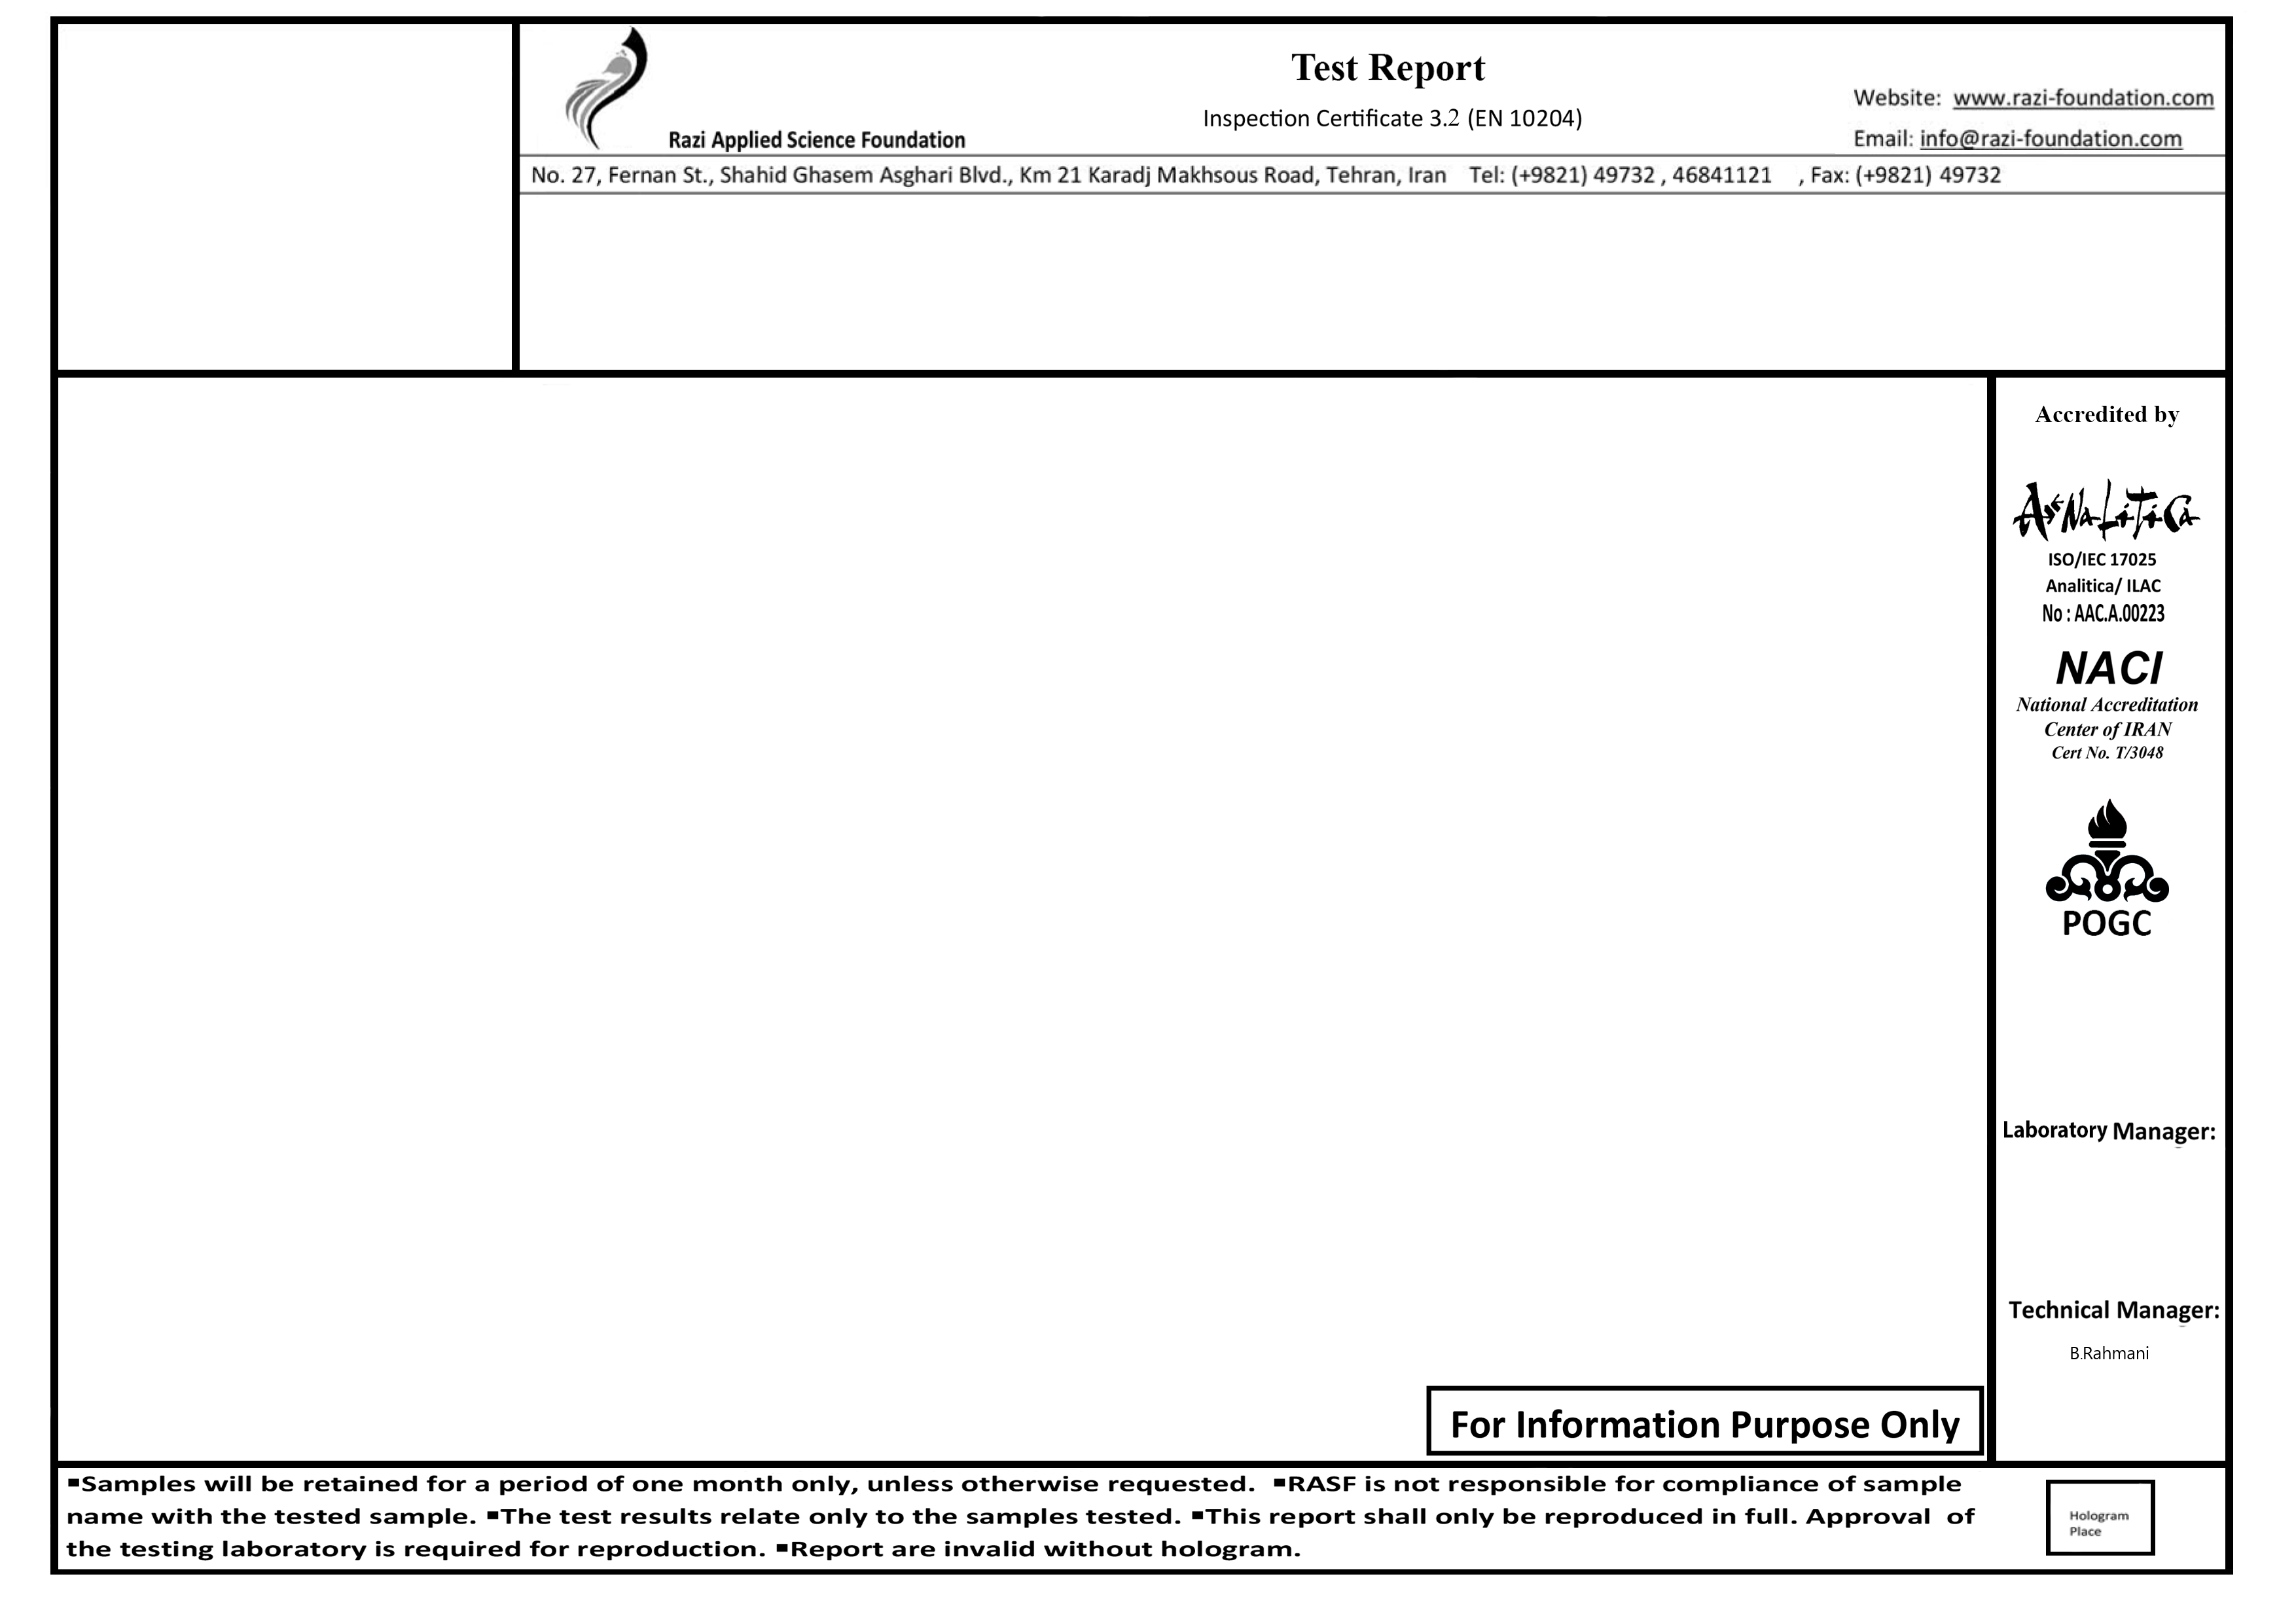 Test Report
Inspection Certificate 3.2 (EN 10204)
Website: www.razi-foundation.com
Email: info@razi-foundation.com
Razi Applied Science Foundation
No. 27, Fernan St., Shahid Ghasem Asghari Blvd., Km 21 Karadj Makhsous Road, Tehran, Iran Tel: (+9821) 49732 , 46841121 , Fax: (+9821) 49732
Accredited by
AseNaLiTiCa
ISO/IEC 17025
Analitica/ ILAC
No : AAC.A.00223
NACI
National Accreditation
Center of IRAN
Cert No. T/3048
POGC
Laboratory Manager:
Technical Manager:
B.Rahmani
For Information Purpose Only
▪Samples will be retained for a period of one month only, unless otherwise requested. ▪RASF is not responsible for compliance of sample
name with the tested sample. ▪The test results relate only to the samples tested. ▪This report shall only be reproduced in full. Approval of
the testing laboratory is required for reproduction. ▪Report are invalid without hologram.
Hologram
Place